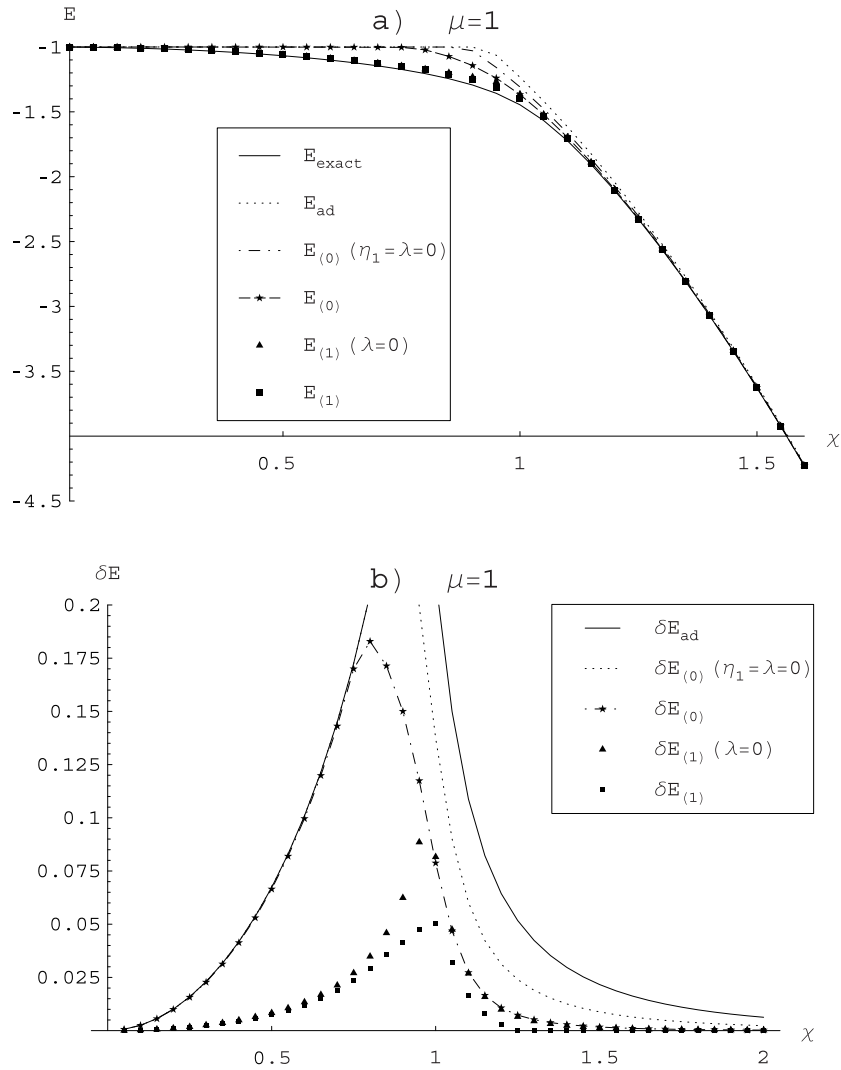 E
a) μ=1
-1
-1.5
-2
-2.5
-3
-3.5
-4.5
0.5 1 1.5 χ
E_exact
E_ad
E_(0) (η_1=λ=0)
E_(0)
E_(1) (λ=0)
E_(1)
δE
b) μ=1
0.2
0.175
0.15
0.125
0.1
0.075
0.05
0.025
0.5 1 1.5 2 χ
δE_ad
δE_(0) (η_1=λ=0)
δE_(0)
δE_(1) (λ=0)
δE_(1)